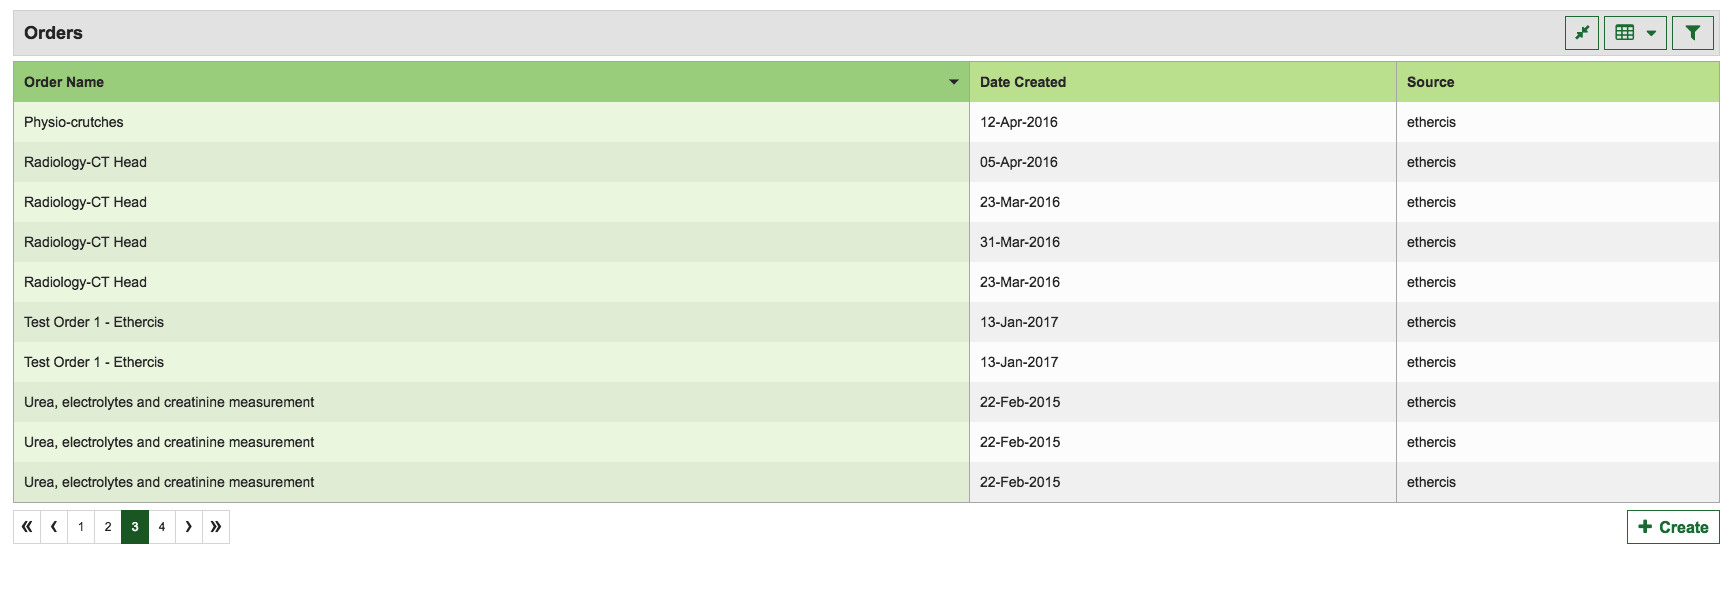 Orders
Order Name Date Created Source
Physio-crutches 12-Apr-2016 ethercis
Radiology-CT Head 05-Apr-2016 ethercis
Radiology-CT Head 23-Mar-2016 ethercis
Radiology-CT Head 31-Mar-2016 ethercis
Radiology-CT Head 23-Mar-2016 ethercis
Test Order 1 - Ethercis 13-Jan-2017 ethercis
Test Order 1 - Ethercis 13-Jan-2017 ethercis
Urea, electrolytes and creatinine measurement 22-Feb-2015 ethercis
Urea, electrolytes and creatinine measurement 22-Feb-2015 ethercis
Urea, electrolytes and creatinine measurement 22-Feb-2015 ethercis
« ‹ 1 2 3 4 › » + Create